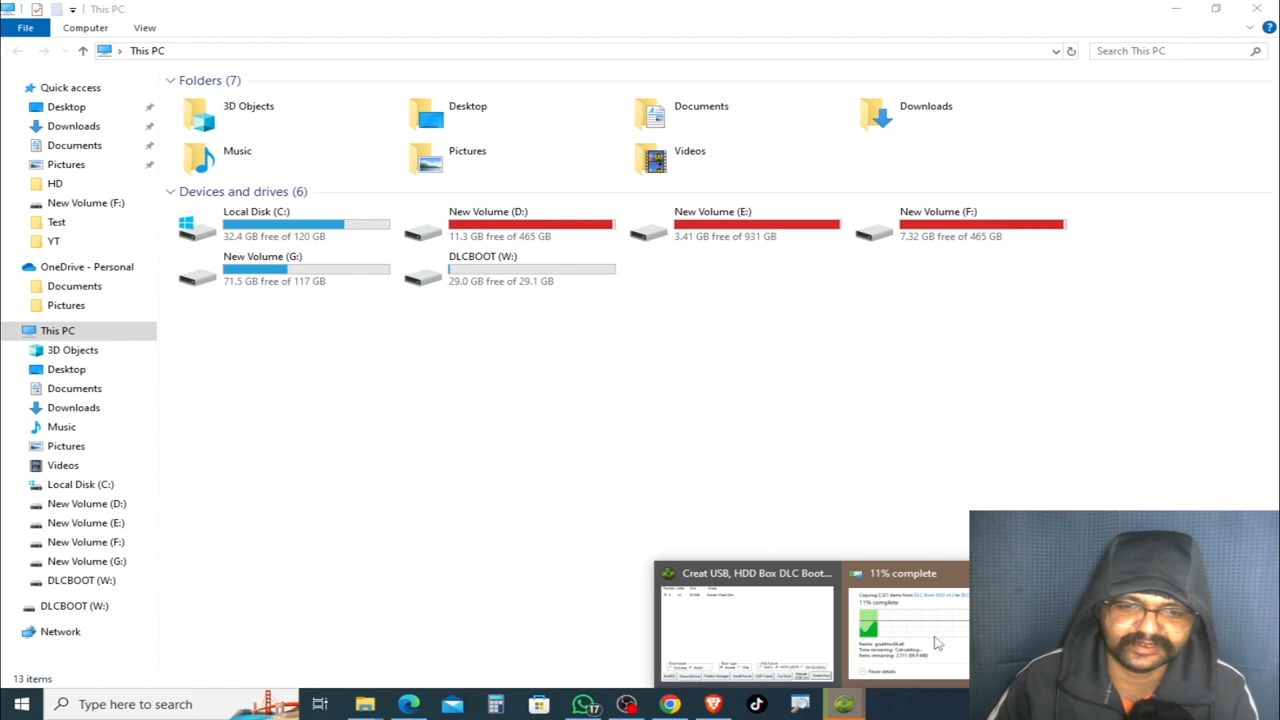 This PC
File
Computer
View
This PC
Search This PC
Quick access
Desktop
Downloads
Documents
Pictures
HD
New Volume (F:)
Test
YT
OneDrive - Personal
Documents
Pictures
This PC
3D Objects
Desktop
Documents
Downloads
Music
Pictures
Videos
Local Disk (C:)
New Volume (D:)
New Volume (E:)
New Volume (F:)
New Volume (G:)
DLCBOOT (W:)
DLCBOOT (W:)
Network
Folders (7)
3D Objects
Desktop
Documents
Downloads
Music
Pictures
Videos
Devices and drives (6)
Local Disk (C:)
32.4 GB free of 120 GB
New Volume (D:)
11.3 GB free of 465 GB
New Volume (E:)
3.41 GB free of 931 GB
New Volume (F:)
7.32 GB free of 465 GB
New Volume (G:)
71.5 GB free of 117 GB
DLCBOOT (W:)
29.0 GB free of 29.1 GB
13 items
Creat USB, HDD Box DLC Boot...
11% complete
11% complete
Time remaining: Calculating...
Fewer details
Type here to search
17